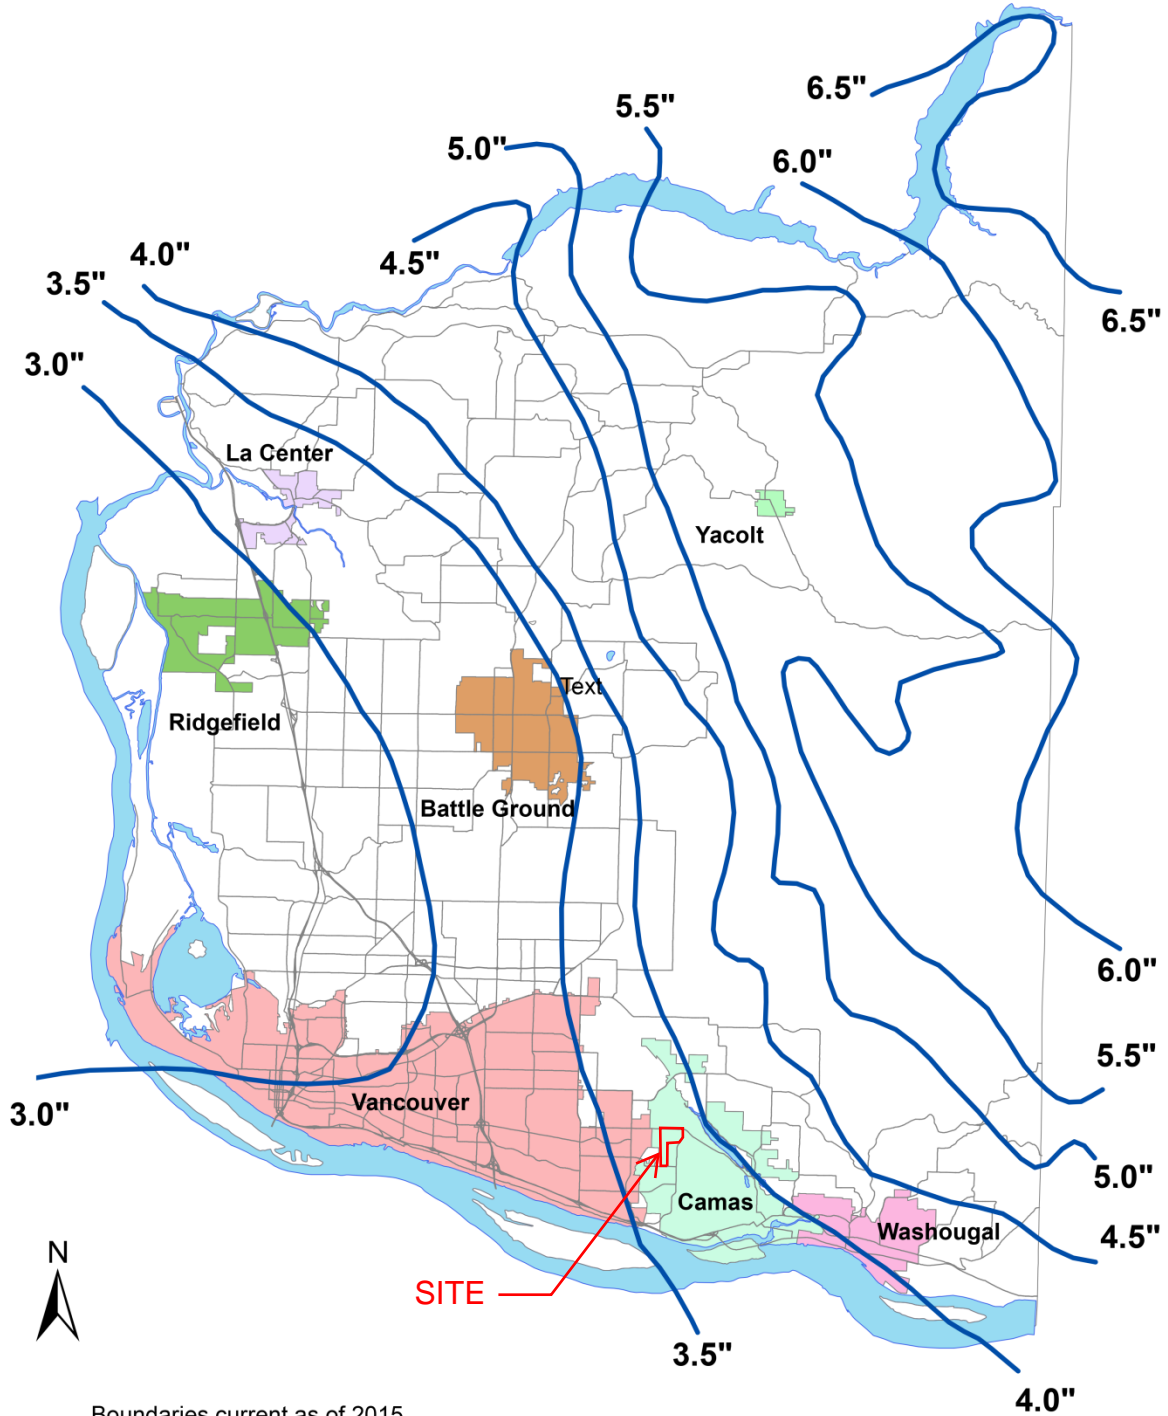 6.5"
5.5"
5.0"
6.0"
4.0"
4.5"
3.5"
6.5"
3.0"
La Center
Yacolt
Text
Ridgefield
Battle Ground
6.0"
5.5"
Vancouver
3.0"
5.0"
Camas
Washougal
4.5"
N
SITE
3.5"
4.0"
Boundaries current as of 2015